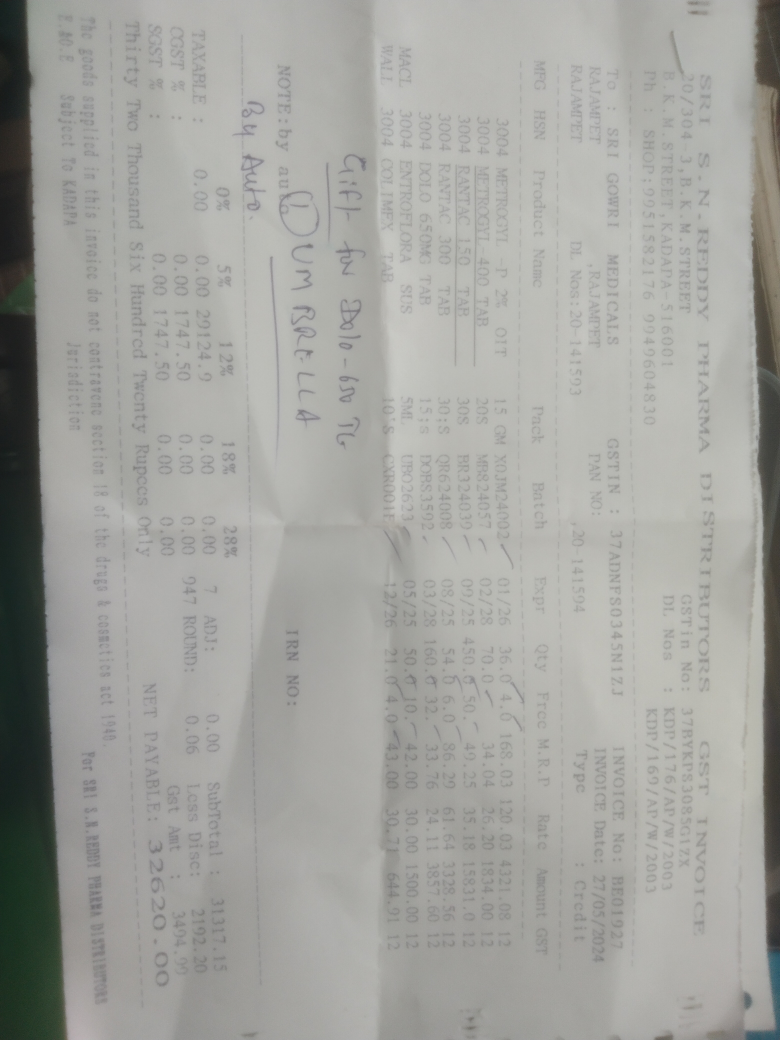 SRI S.N.REDDY PHARMA DISTRIBUTORS GST INVOICE
20/304-3,B.K.M.STREET GSTin No: 37BYKPS3085G1ZX
B.K.M.STREET,KADAPA-516001 DL Nos : KDP/176/AP/W/2003
Ph : SHOP:9951582176 9949604830 KDP/169/AP/W/2003
To : SRI GOWRI MEDICALS GSTIN : 37ADNFS0345N1ZJ INVOICE No: BE01927
RAJAMPET ,RAJAMPET PAN NO: INVOICE Date: 27/05/2024
RAJAMPET DL Nos:20-141593 ,20-141594 Type : Credit
MFG HSN Product Name Pack Batch Expr Qty Free M.R.P Rate Amount GST
3004 METROGYL -P 2% OIT 15 GM XOJM24002 01/26 36.0 4.0 168.03 120.03 4321.08 12
3004 METROGYL 400 TAB 20S MB824057 02/28 70.0 34.04 26.20 1834.00 12
3004 RANTAC 150 TAB 30S BR324039 09/25 450.0 50. 49.25 35.18 15831.0 12
3004 RANTAC 300 TAB 30:S QR624008 08/25 54.0 6.0 86.29 61.64 3328.56 12
3004 DOLO 650MG TAB 15:S DOBS3592 03/28 160.0 32. 33.76 24.11 3857.60 12
MACL 3004 ENTROFLORA SUS 5ML UB02623 05/25 50.0 10. 42.00 30.00 1500.00 12
WALL 3004 COLIMEX TAB 10'S 12/26 21.0 4.0 43.00 30.71 644.91 12
Gift for Dolo-650 TG
NOTE:by auto 1 UMBRELLA IRN NO:
By Auto.
0% 5% 12% 18% 28%
TAXABLE : 0.00 0.00 29124.9 0.00 0.00 7 ADJ: 0.00 SubTotal : 31317.15
CGST % : 0.00 1747.50 0.00 0.00 947 ROUND: 0.06 Less Disc: 2192.20
SGST % : 0.00 1747.50 0.00 0.00 Gst Amt : 3494.99
Thirty Two Thousand Six Hundred Twenty Rupees Only NET PAYABLE: 32620.00
The goods supplied in this invoice do not contravene section 18 of the drugs & cosmetics act 1940. For SRI S.N.REDDY PHARMA DISTRIBUTORS
E.&O.E Subject To KADAPA Jurisdiction